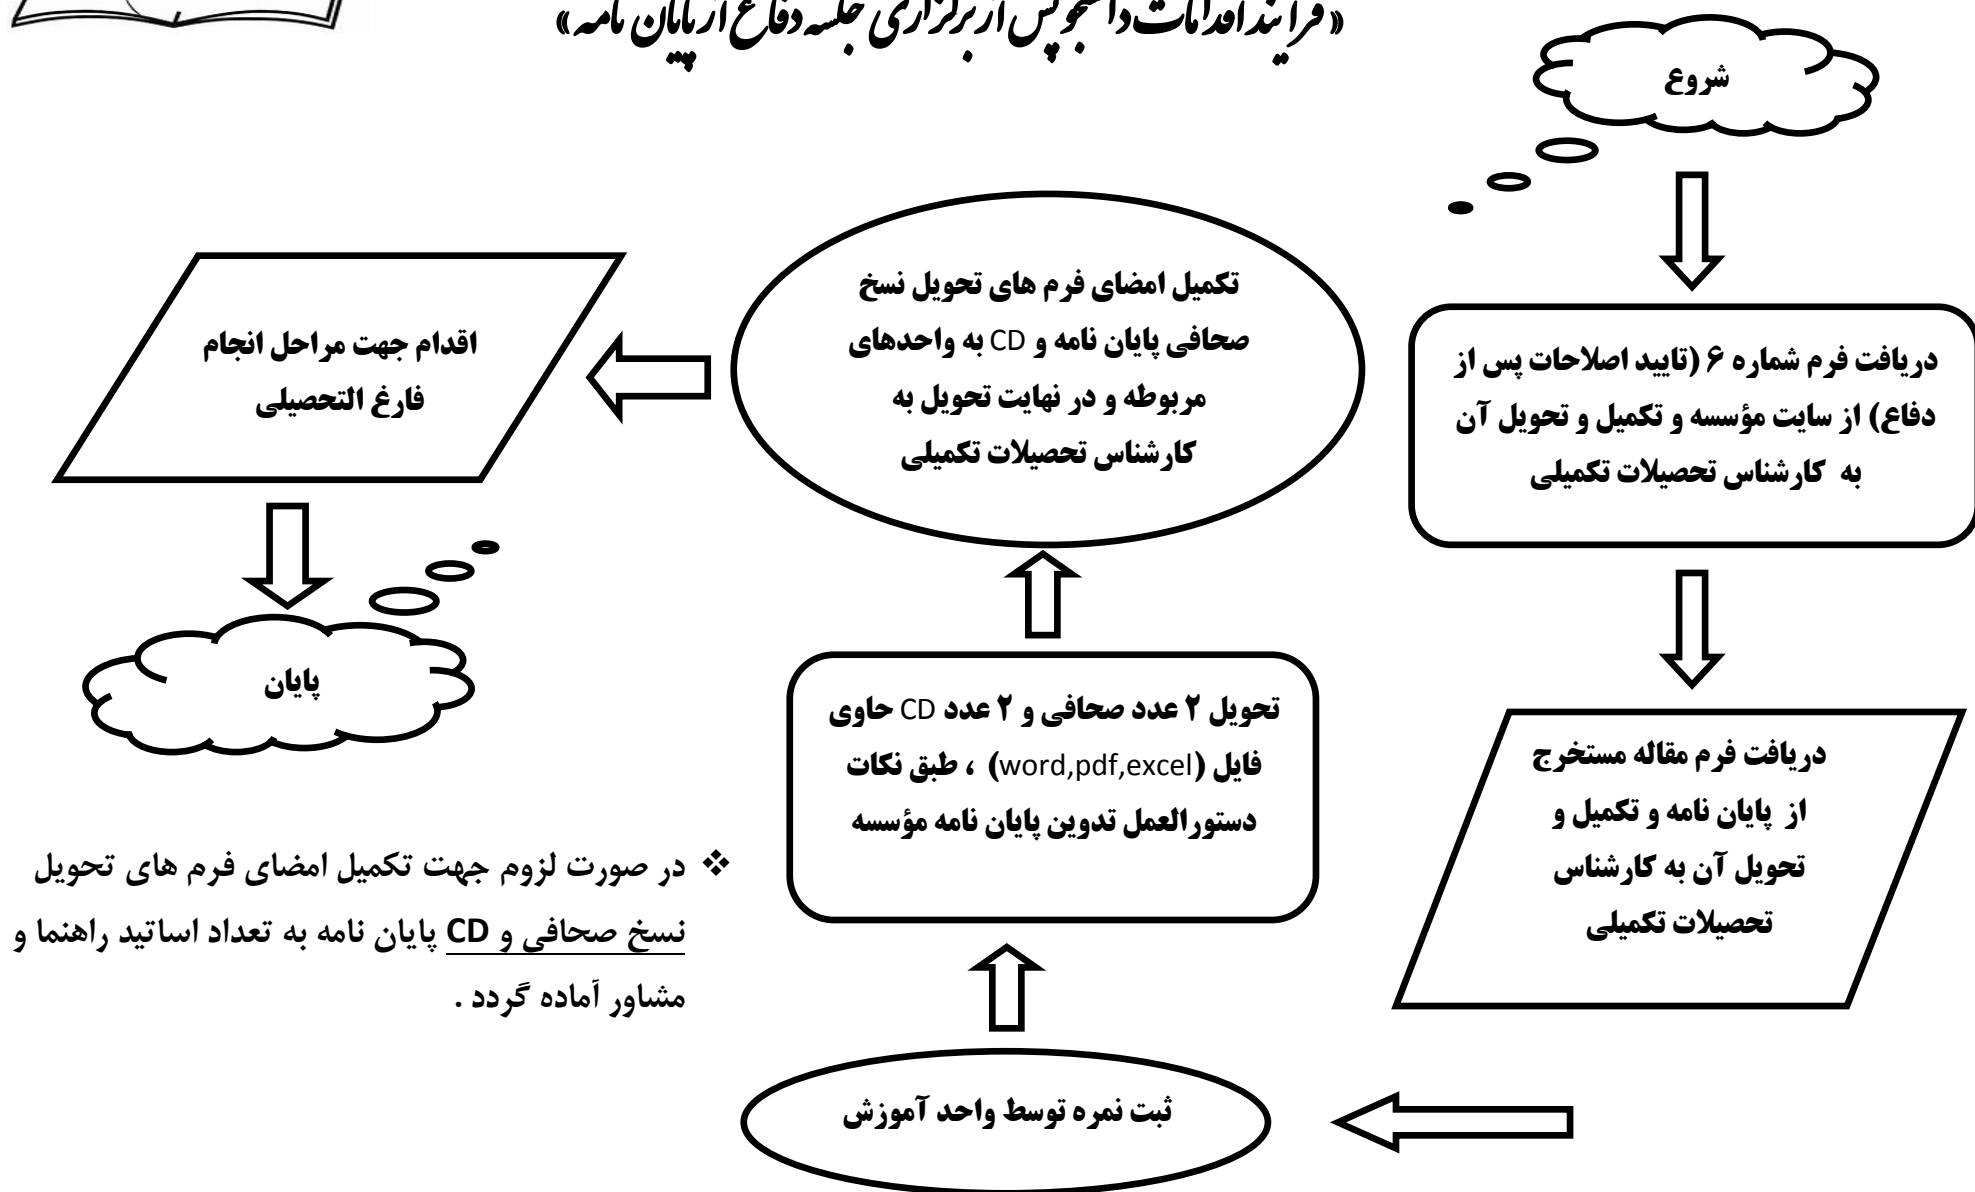 « فرآیند اقدامات دانشجو پس از برگزاری جلسه دفاع از پایان نامه »
شروع
دریافت فرم شماره ۶ (تایید اصلاحات پس از
دفاع) از سایت مؤسسه و تکمیل و تحویل آن
به کارشناس تحصیلات تکمیلی
دریافت فرم مقاله مستخرج
از پایان نامه و تکمیل و
تحویل آن به کارشناس
تحصیلات تکمیلی
ثبت نمره توسط واحد آموزش
تحویل ۲ عدد صحافی و ۲ عدد CD حاوی
فایل (word,pdf,excel) ، طبق نکات
دستورالعمل تدوین پایان نامه مؤسسه
تکمیل امضای فرم های تحویل نسخ
صحافی پایان نامه و CD به واحدهای
مربوطه و در نهایت تحویل به
کارشناس تحصیلات تکمیلی
اقدام جهت مراحل انجام
فارغ التحصیلی
پایان
❖ در صورت لزوم جهت تکمیل امضای فرم های تحویل
نسخ صحافی و CD پایان نامه به تعداد اساتید راهنما و
مشاور آماده گردد .